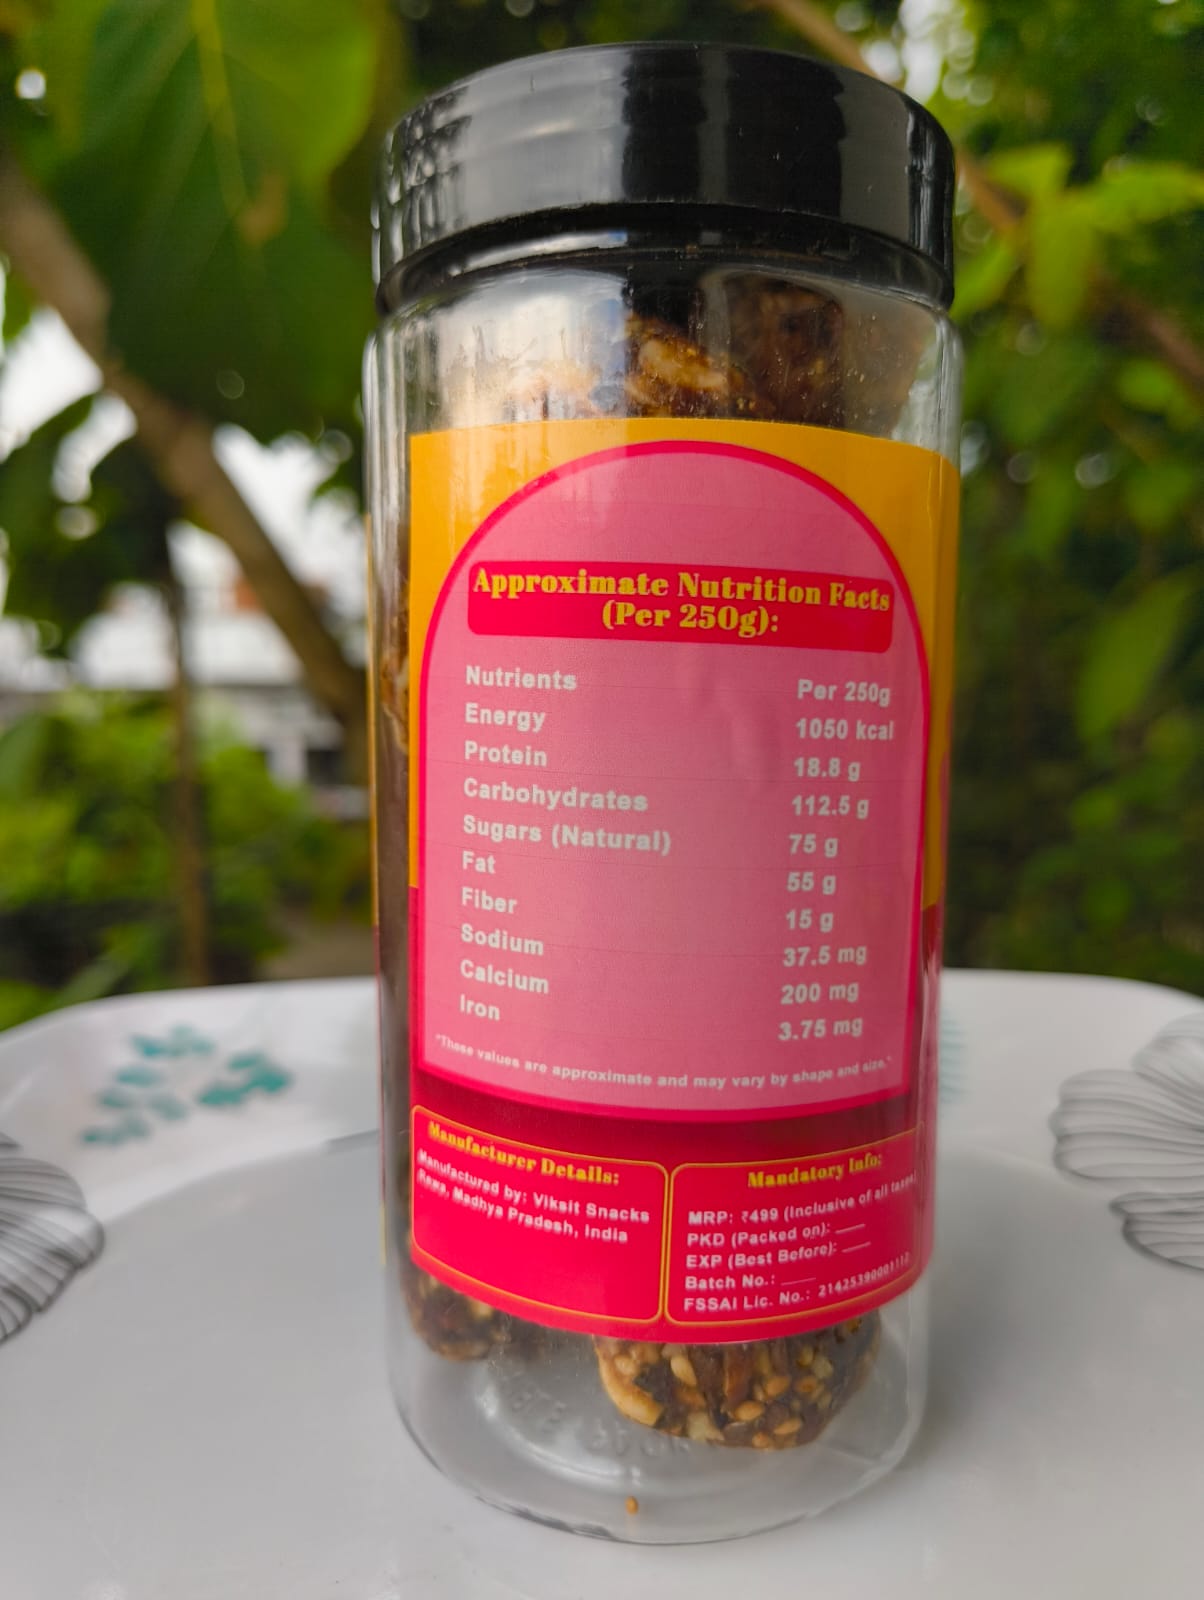 Approximate Nutrition Facts
(Per 250g):
Nutrients Per 250g
Energy 1050 kcal
Protein 18.8 g
Carbohydrates 112.5 g
Sugars (Natural) 75 g
Fat 55 g
Fiber 15 g
Sodium 37.5 mg
Calcium 200 mg
Iron 3.75 mg
"These values are approximate and may vary by shape and size."
Manufacturer Details:
Manufactured by: Viksit Snacks
Rewa, Madhya Pradesh, India
Mandatory Info:
MRP: ₹499 (Inclusive of all taxes)
PKD (Packed on): ___
EXP (Best Before): ___
Batch No.: ___
FSSAI Lic. No.: